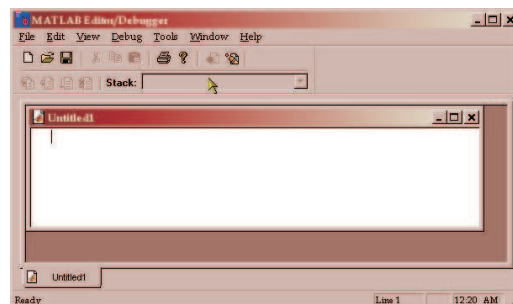 MATLAB Editor/Debugger
File Edit View Debug Tools Window Help
Stack:
Untitled1
Untitled1
Ready Line 1 12:20 AM